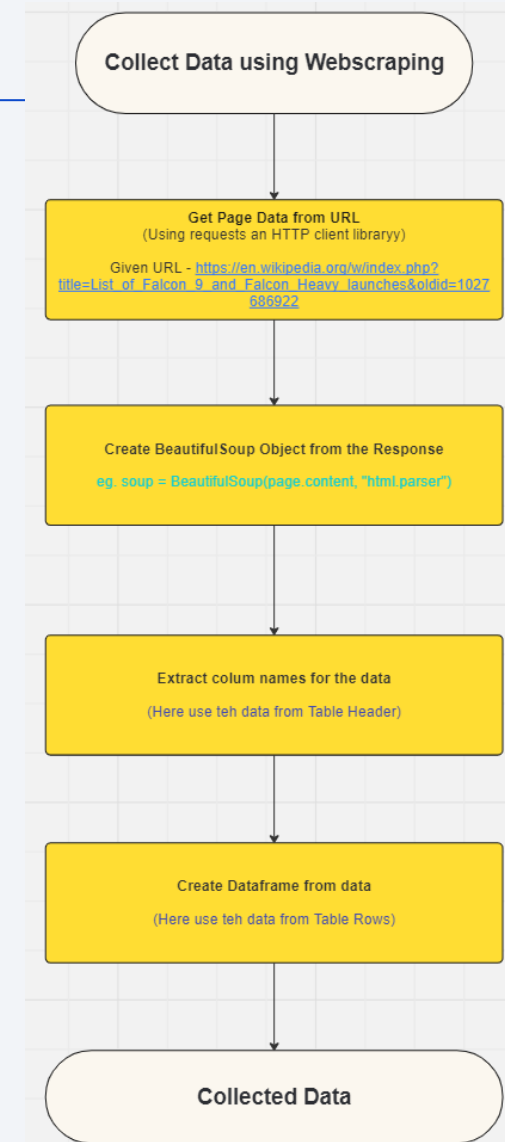 Collect Data using Webscraping
Get Page Data from URL
(Using requests an HTTP client libraryy)
Given URL - https://en.wikipedia.org/w/index.php?
title=List_of_Falcon_9_and_Falcon_Heavy_launches&oldid=1027
686922
Create BeautifulSoup Object from the Response
eg. soup = BeautifulSoup(page.content, "html.parser")
Extract colum names for the data
(Here use teh data from Table Header)
Create Dataframe from data
(Here use teh data from Table Rows)
Collected Data